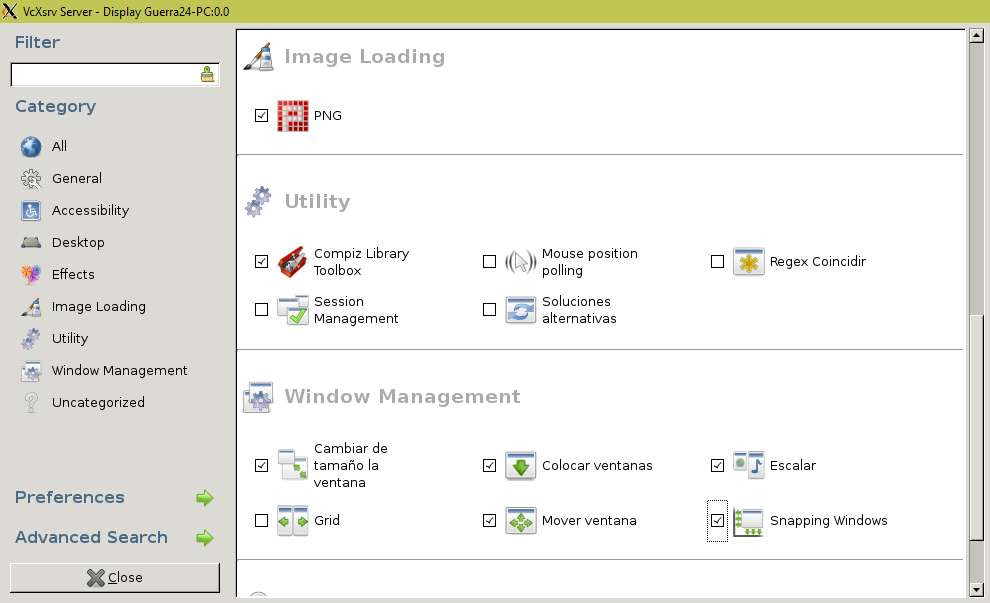 VcXsrv Server - Display Guerra24-PC:0.0
Filter
Category
All
General
Accessibility
Desktop
Effects
Image Loading
Utility
Window Management
Uncategorized
Preferences
Advanced Search
Close
Image Loading
PNG
Utility
Compiz Library
Toolbox
Mouse position
polling
Regex Coincidir
Session
Management
Soluciones
alternativas
Window Management
Cambiar de
tamaño la
ventana
Colocar ventanas
Escalar
Grid
Mover ventana
Snapping Windows